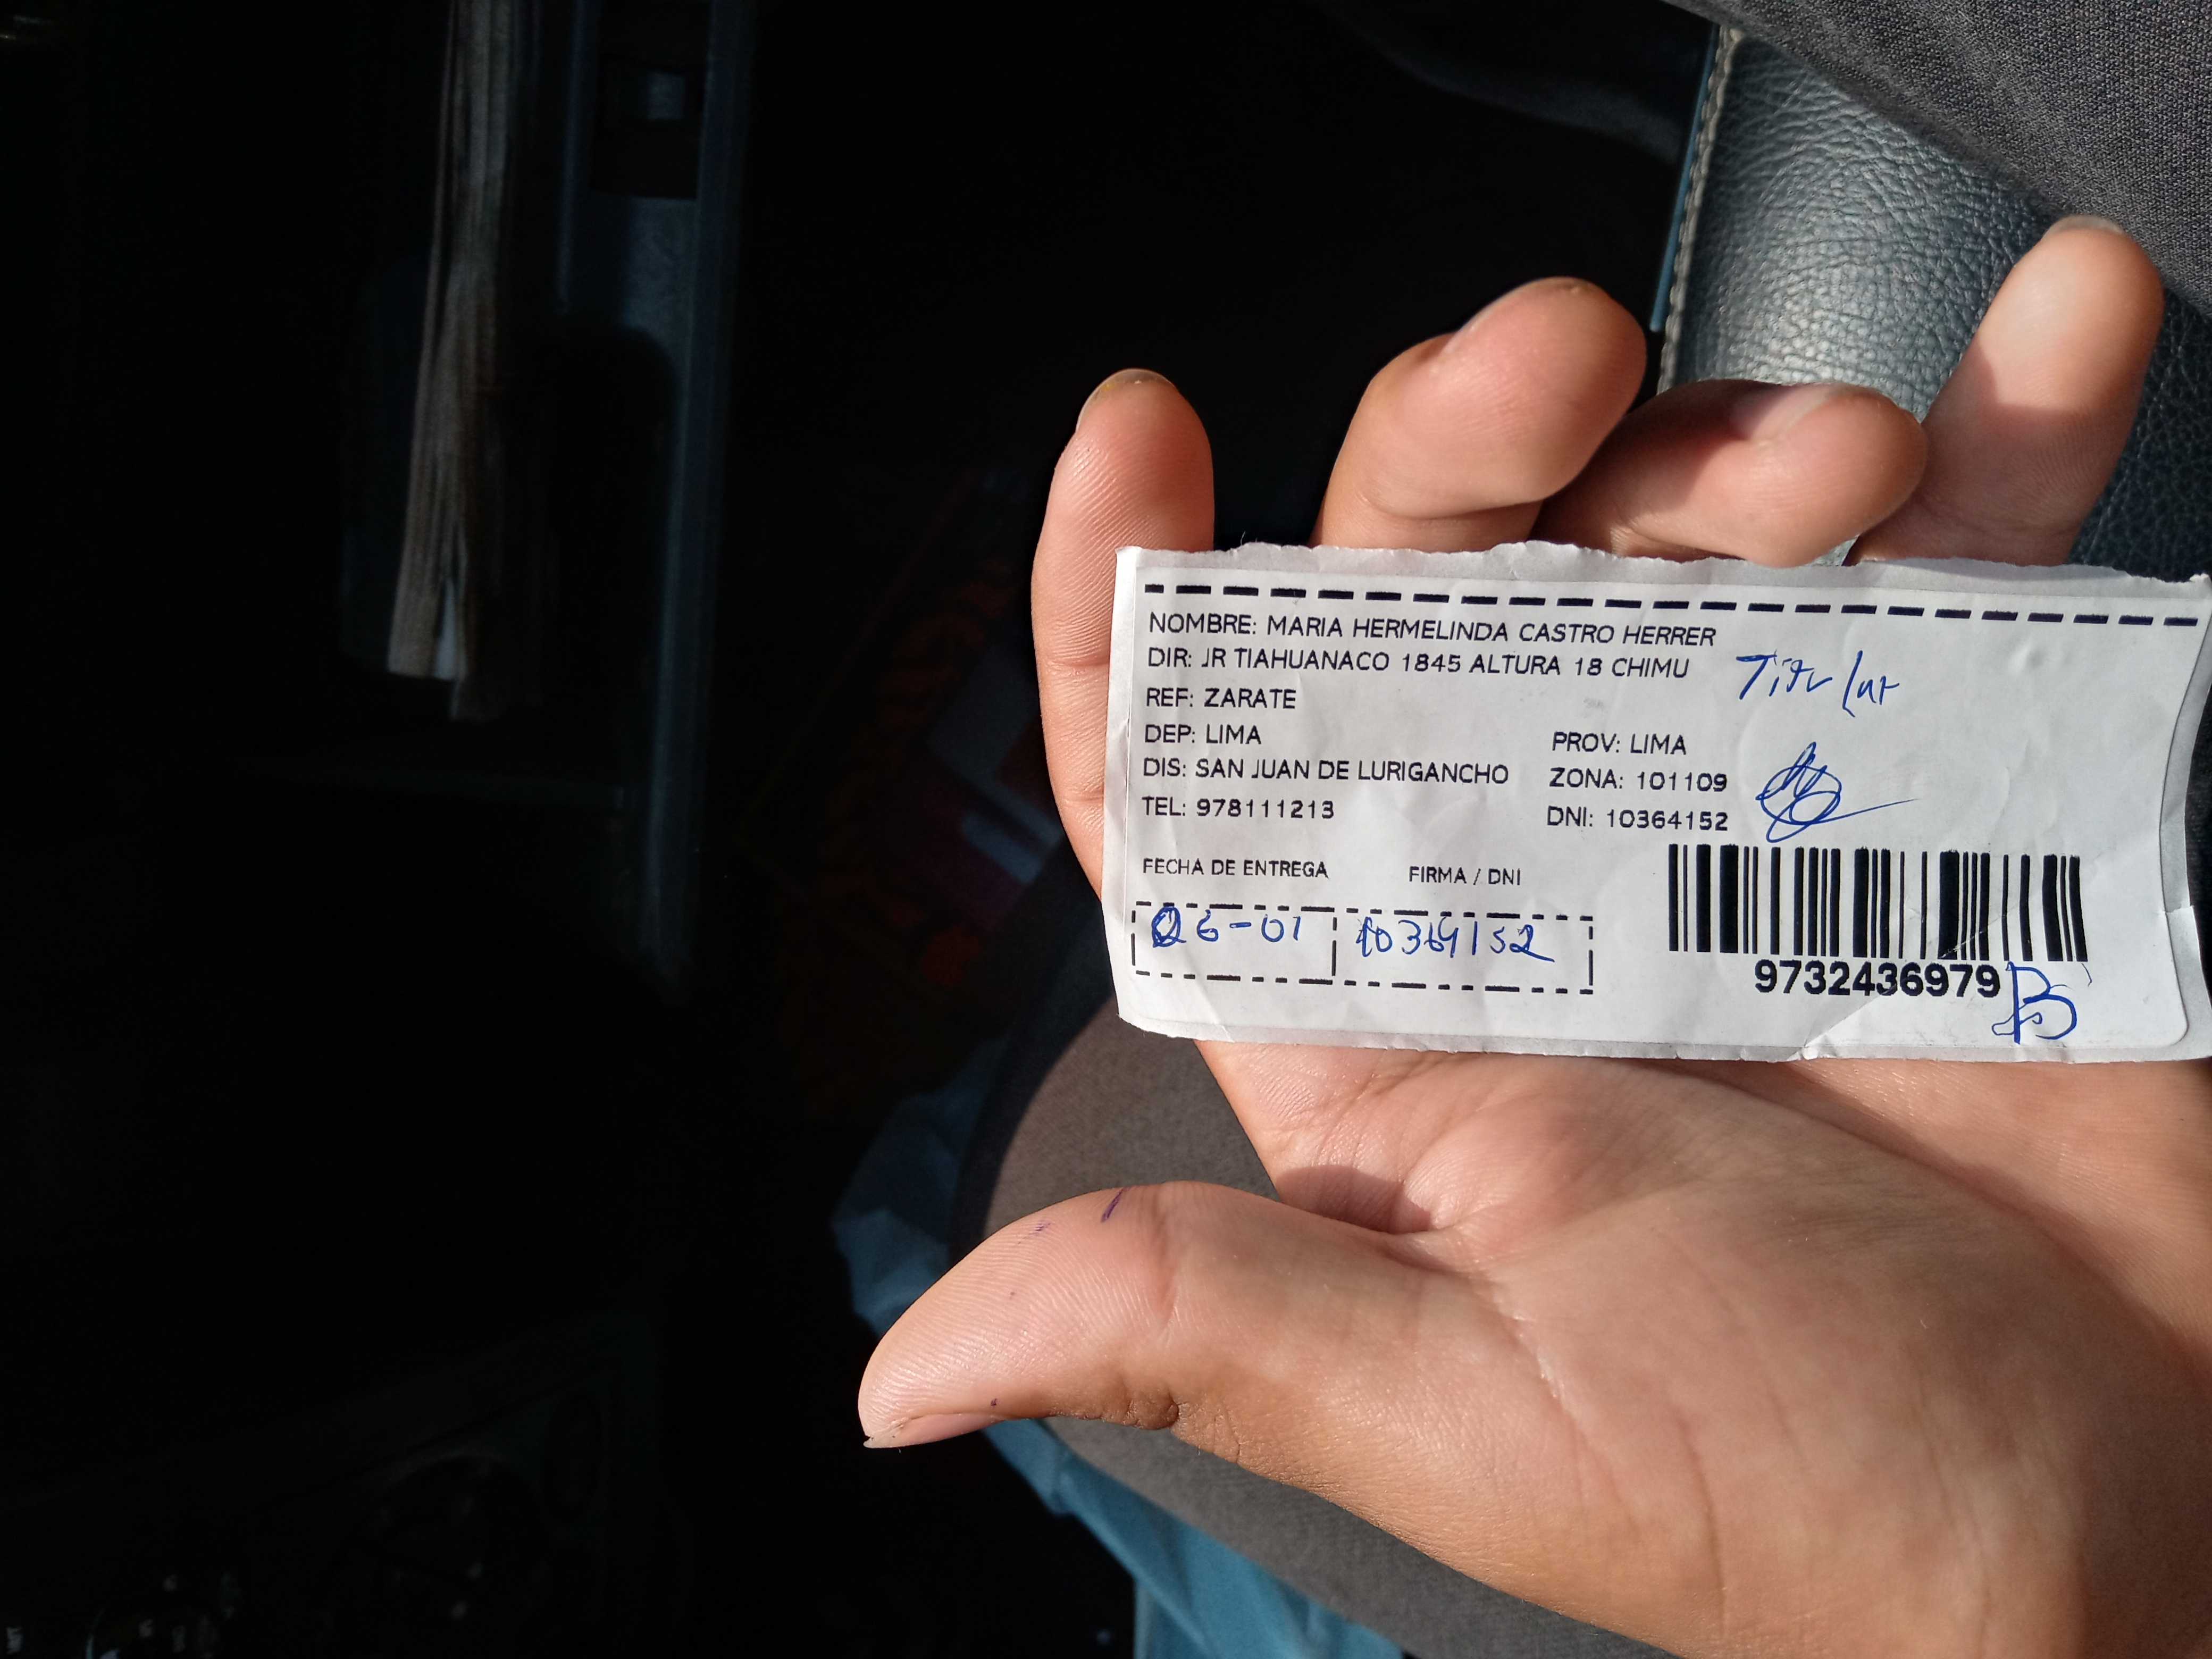 NOMBRE: MARIA HERMELINDA CASTRO HERRER
DIR: JR TIAHUANACO 1845 ALTURA 18 CHIMU
Titular
REF: ZARATE
DEP: LIMA PROV: LIMA
DIS: SAN JUAN DE LURIGANCHO ZONA: 101109
TEL: 978111213 DNI: 10364152
FECHA DE ENTREGA FIRMA / DNI
26-01 10364152
9732436979
B